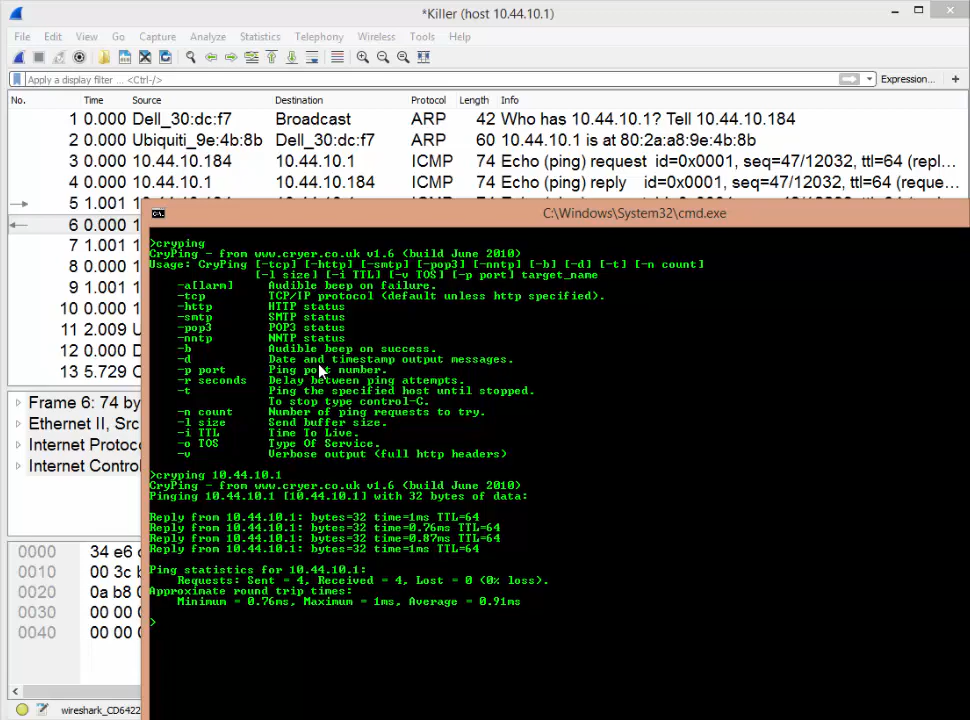 *Killer (host 10.44.10.1)
File Edit View Go Capture Analyze Statistics Telephony Wireless Tools Help
Apply a display filter ... <Ctrl-/> Expression... +
No. Time Source Destination Protocol Length Info
1 0.000 Dell_30:dc:f7 Broadcast ARP 42 Who has 10.44.10.1? Tell 10.44.10.184
2 0.000 Ubiquiti_9e:4b:8b Dell_30:dc:f7 ARP 60 10.44.10.1 is at 80:2a:a8:9e:4b:8b
3 0.000 10.44.10.184 10.44.10.1 ICMP 74 Echo (ping) request id=0x0001, seq=47/12032, ttl=64 (repl...
4 0.000 10.44.10.1 10.44.10.184 ICMP 74 Echo (ping) reply id=0x0001, seq=47/12032, ttl=64 (reque...
5 1.001
6 0.000 1
7 1.001 1
8 0.000 1
9 1.001 1
10 0.000 1
11 2.009 U
12 0.000 D
13 5.729 C
Frame 6: 74 by
Ethernet II, Src
Internet Protoc
Internet Contro
0000 34 e6
0010 00 3c b
0020 0a b8 0
0030 00 00 0
0040 00 00 0
wireshark_CD6422
C:\Windows\System32\cmd.exe
>cryping
CryPing - from www.cryer.co.uk v1.6 (build June 2010)
Usage: CryPing [-tcp] [-http] [-smtp] [-pop3] [-nntp] [-b] [-d] [-t] [-n count]
[-l size] [-i TTL] [-v TOS] [-p port] target_name
-a[larm] Audible beep on failure.
-tcp TCP/IP protocol (default unless http specified).
-http HTTP status
-smtp SMTP status
-pop3 POP3 status
-nntp NNTP status
-b Audible beep on success.
-d Date and timestamp output messages.
-p port Ping port number.
-r seconds Delay between ping attempts.
-t Ping the specified host until stopped.
To stop type control-C.
-n count Number of ping requests to try.
-l size Send buffer size.
-i TTL Time To Live.
-o TOS Type Of Service.
-v Verbose output (full http headers)
>cryping 10.44.10.1
CryPing - from www.cryer.co.uk v1.6 (build June 2010)
Pinging 10.44.10.1 [10.44.10.1] with 32 bytes of data:
Reply from 10.44.10.1: bytes=32 time=1ms TTL=64
Reply from 10.44.10.1: bytes=32 time=0.76ms TTL=64
Reply from 10.44.10.1: bytes=32 time=0.87ms TTL=64
Reply from 10.44.10.1: bytes=32 time=1ms TTL=64
Ping statistics for 10.44.10.1:
Requests: Sent = 4, Received = 4, Lost = 0 (0% loss).
Approximate round trip times:
Minimum = 0.76ms, Maximum = 1ms, Average = 0.91ms
>